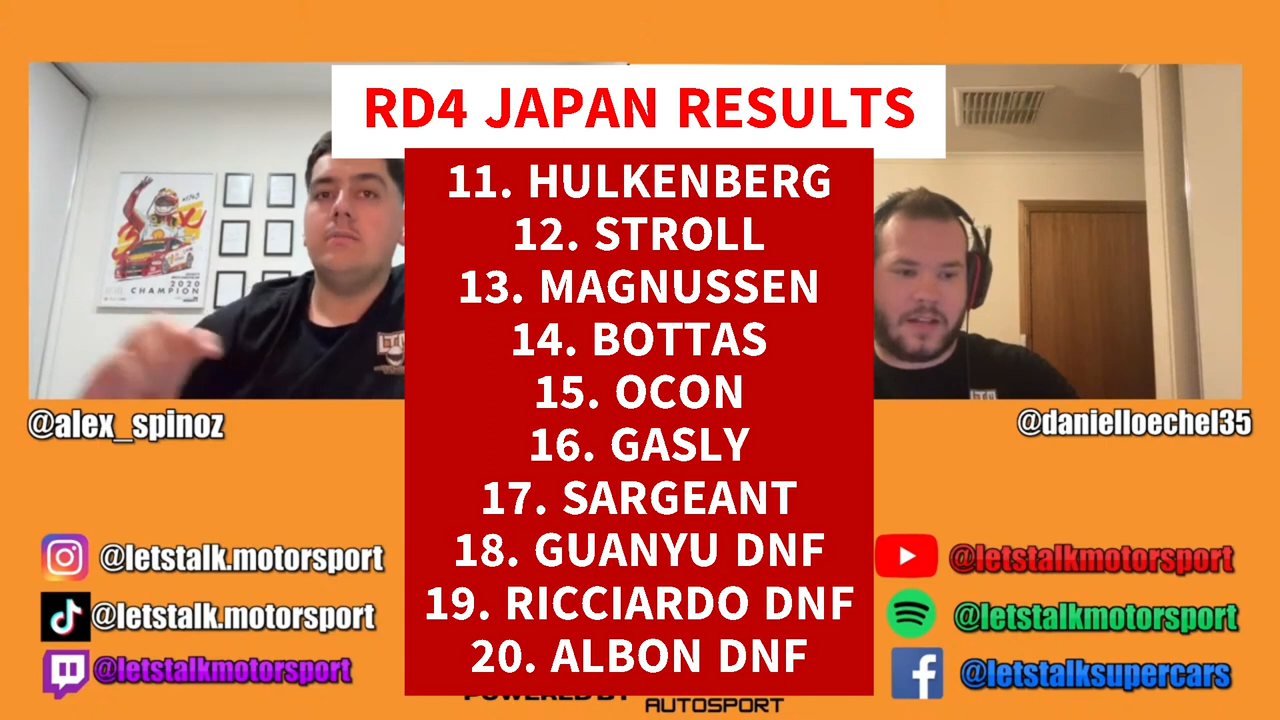 RD4 JAPAN RESULTS
11. HULKENBERG
12. STROLL
13. MAGNUSSEN
14. BOTTAS
15. OCON
16. GASLY
17. SARGEANT
18. GUANYU DNF
19. RICCIARDO DNF
20. ALBON DNF
2020
CHAMPION
@alex_spinoz
@danielloechel35
@letstalk.motorsport
@letstalk.motorsport
@letstalkmotorsport
@letstalkmotorsport
@letstalkmotorsport
@letstalksupercars
POWERED BY
AUTOSPORT